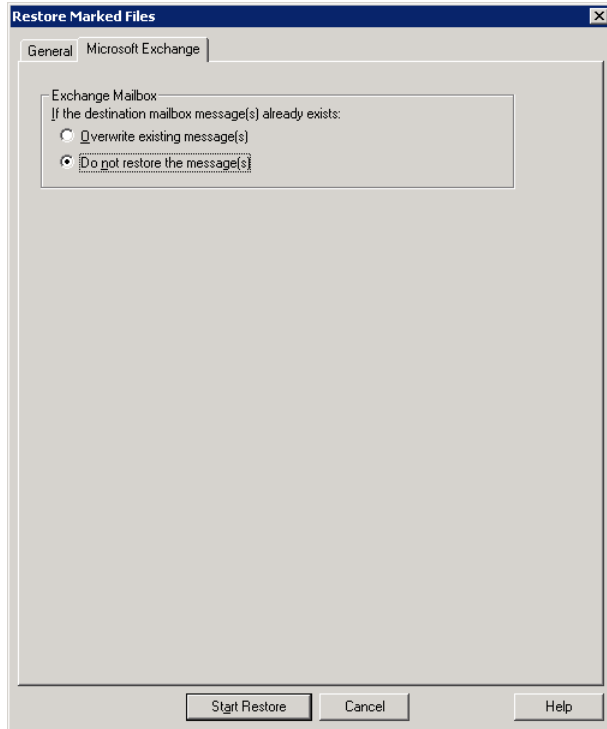 Restore Marked Files
General Microsoft Exchange
Exchange Mailbox
If the destination mailbox message(s) already exists:
Overwrite existing message(s)
Do not restore the message(s)
Start Restore Cancel Help